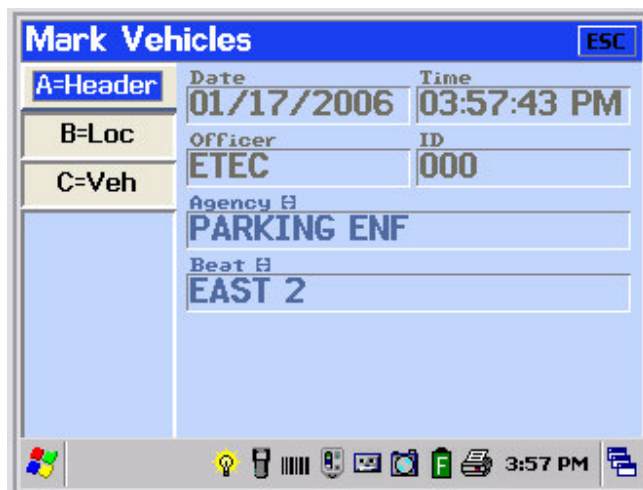 Mark Vehicles ESC
A=Header
B=Loc
C=Veh
Date Time
01/17/2006 03:57:43 PM
Officer ID
ETEC 000
Agency
PARKING ENF
Beat
EAST 2
F 3:57 PM